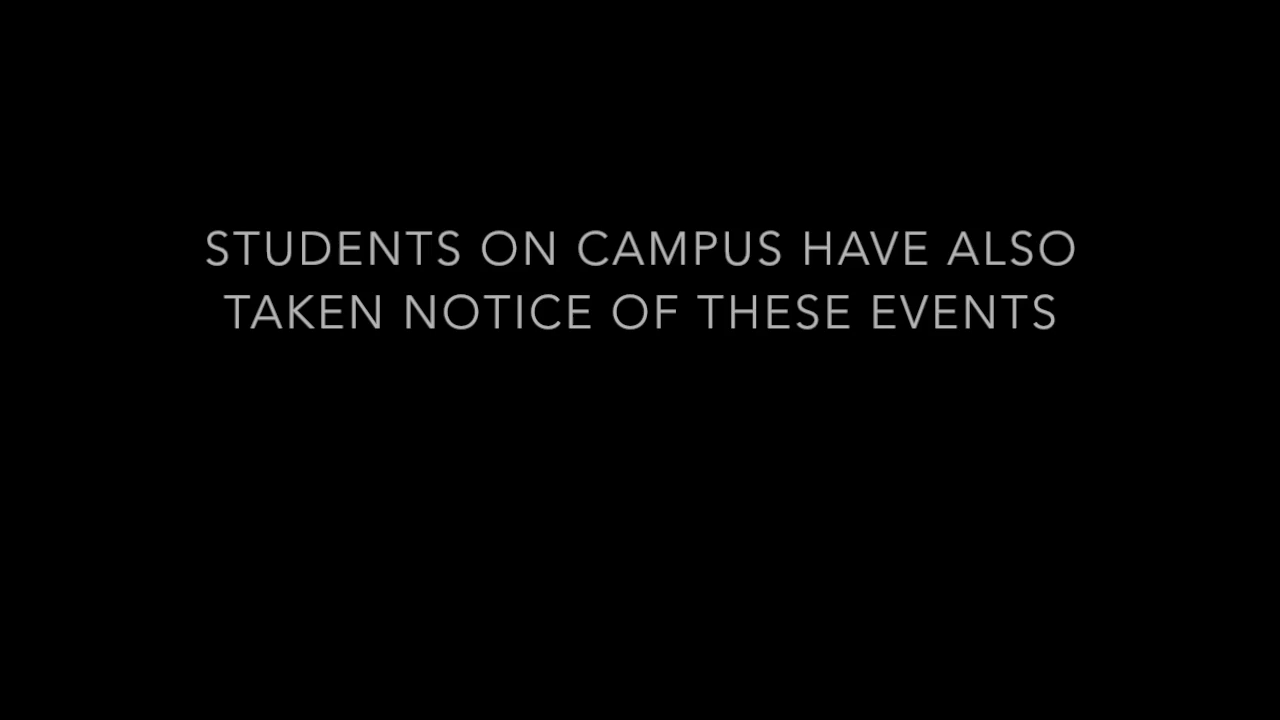 STUDENTS ON CAMPUS HAVE ALSO
TAKEN NOTICE OF THESE EVENTS